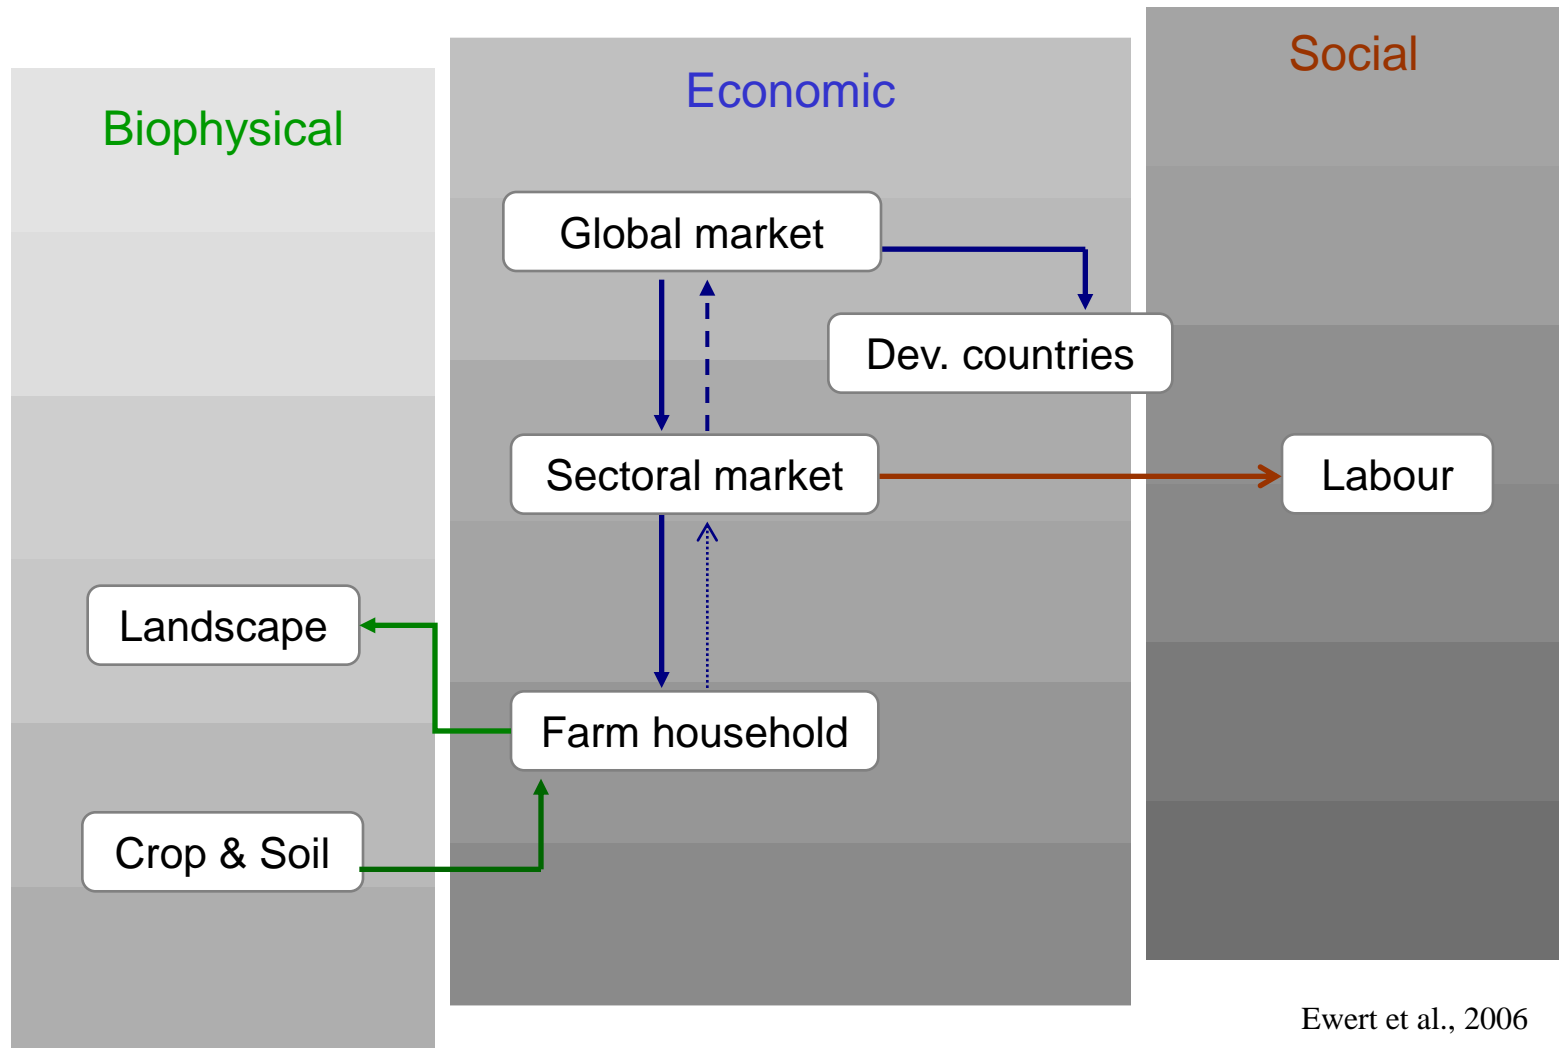 Social
Economic
Biophysical
Global market
Dev. countries
Sectoral market
Labour
Landscape
Farm household
Crop & Soil
Ewert et al., 2006